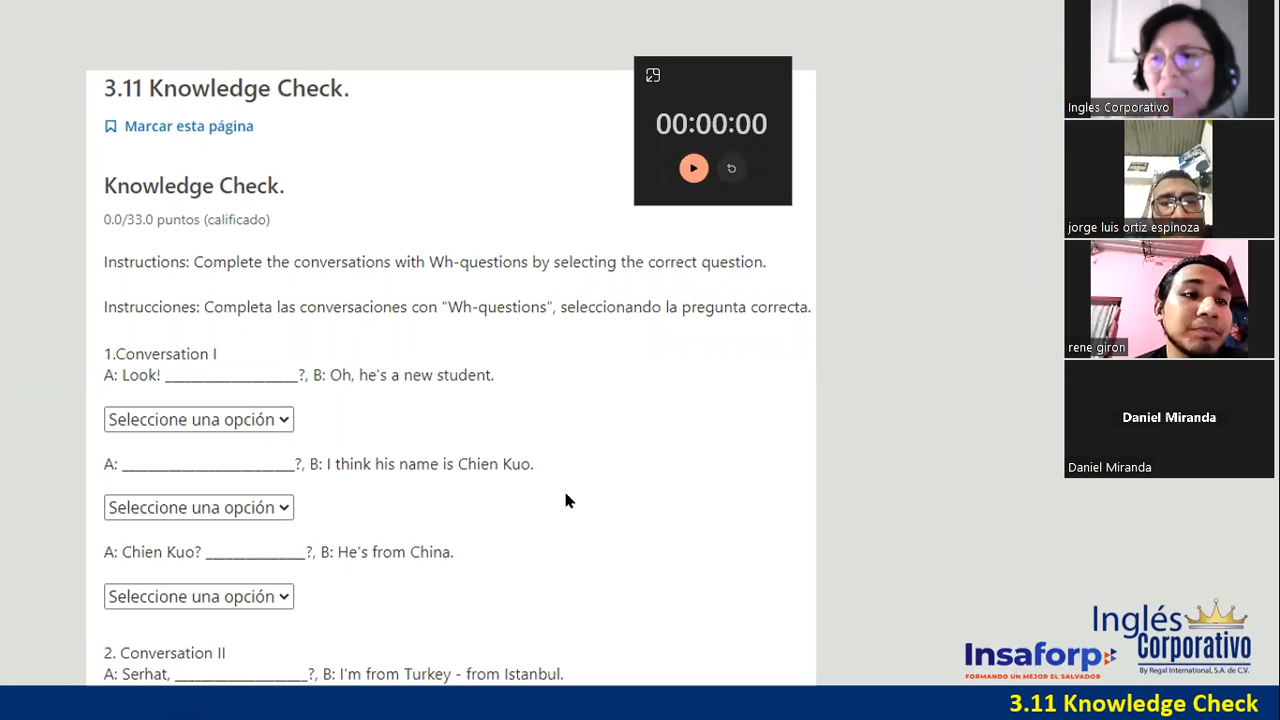 3.11 Knowledge Check.
Marcar esta página
00:00:00
Knowledge Check.
0.0/33.0 puntos (calificado)
Instructions: Complete the conversations with Wh-questions by selecting the correct question.
Instrucciones: Completa las conversaciones con "Wh-questions", seleccionando la pregunta correcta.
1.Conversation I
A: Look! ___________________?, B: Oh, he's a new student.
Seleccione una opción
A: _________________________?, B: I think his name is Chien Kuo.
Seleccione una opción
A: Chien Kuo? ______________?, B: He's from China.
Seleccione una opción
2. Conversation II
A: Serhat, ___________________?, B: I'm from Turkey - from Istanbul.
Ingles Corporativo
jorge luis ortiz espinoza
rene giron
Daniel Miranda
Daniel Miranda
Insaforp
FORMANDO UN MEJOR EL SALVADOR
Inglés
Corporativo
By Regal International, S.A. de C.V.
3.11 Knowledge Check